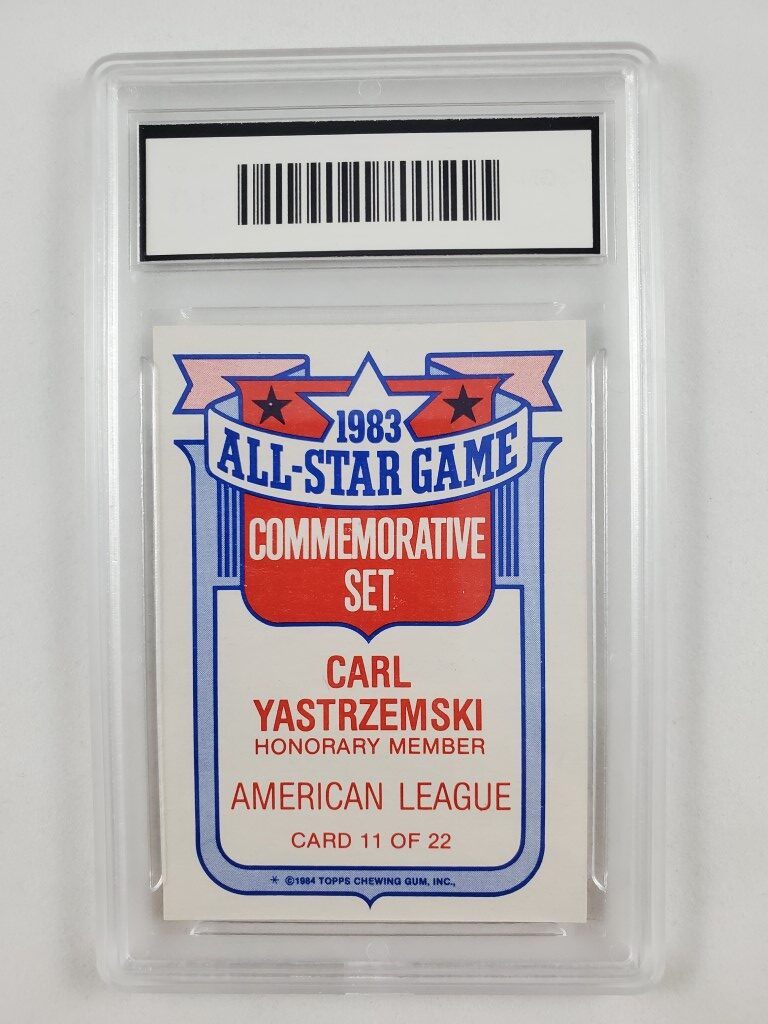 1983
ALL-STAR GAME
COMMEMORATIVE
SET
CARL
YASTRZEMSKI
HONORARY MEMBER
AMERICAN LEAGUE
CARD 11 OF 22
* ©1984 TOPPS CHEWING GUM, INC.,